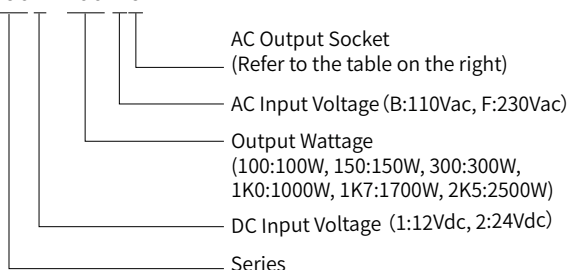 AC Output Socket
(Refer to the table on the right)
AC Input Voltage (B:110Vac, F:230Vac)
Output Wattage
(100:100W, 150:150W, 300:300W,
1K0:1000W, 1K7:1700W, 2K5:2500W)
DC Input Voltage (1:12Vdc, 2:24Vdc)
Series